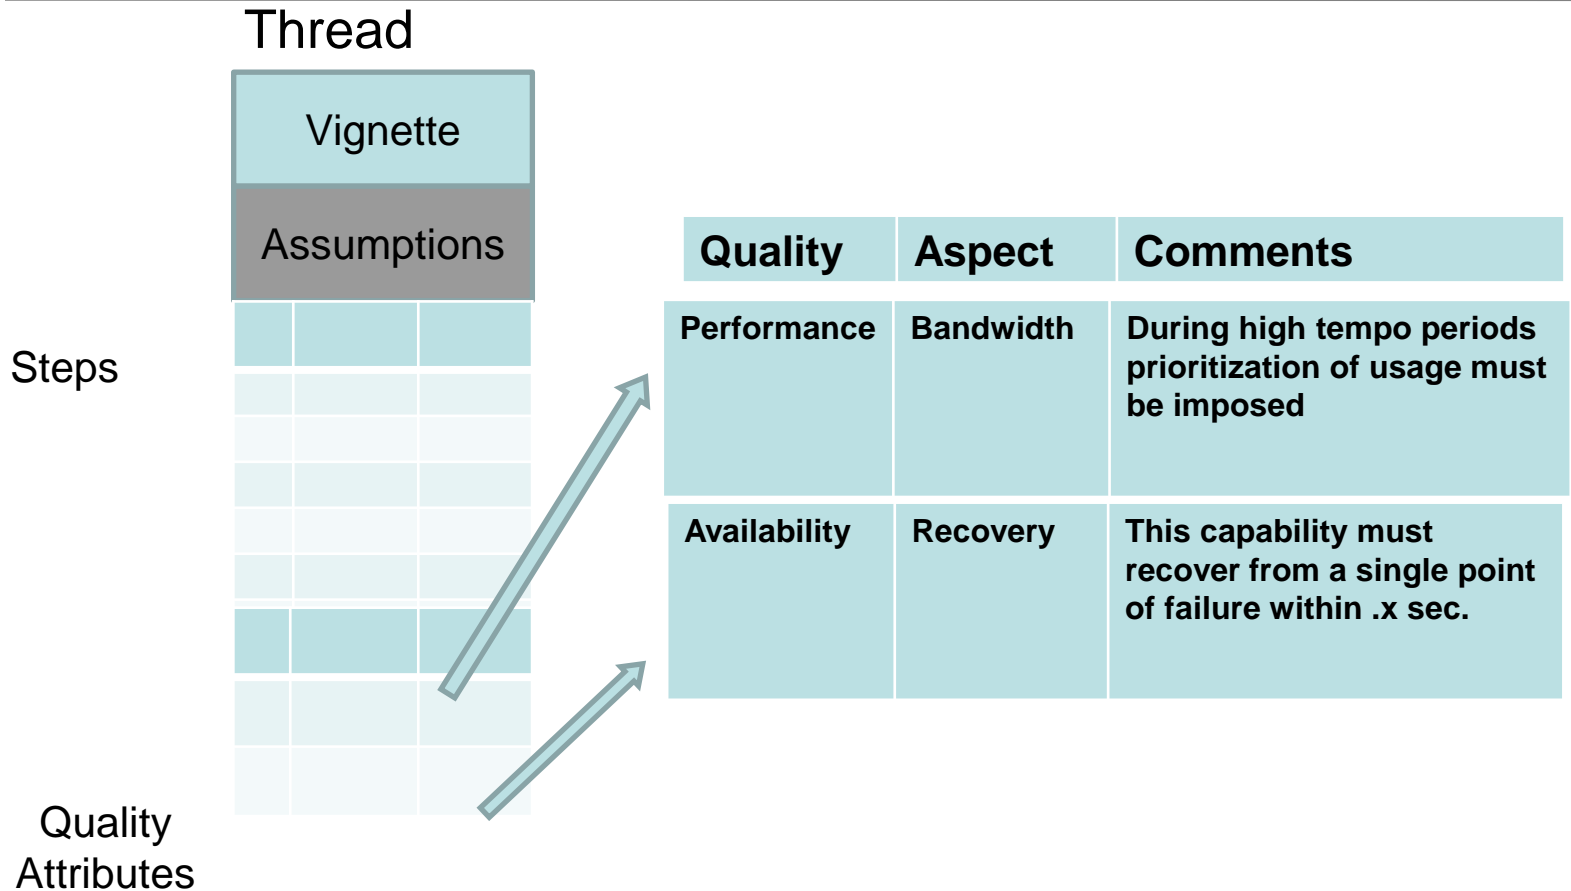 Thread
Vignette
Assumptions
Steps
Quality
Attributes
Quality Aspect Comments
Performance Bandwidth During high tempo periods
prioritization of usage must
be imposed
Availability Recovery This capability must
recover from a single point
of failure within .x sec.